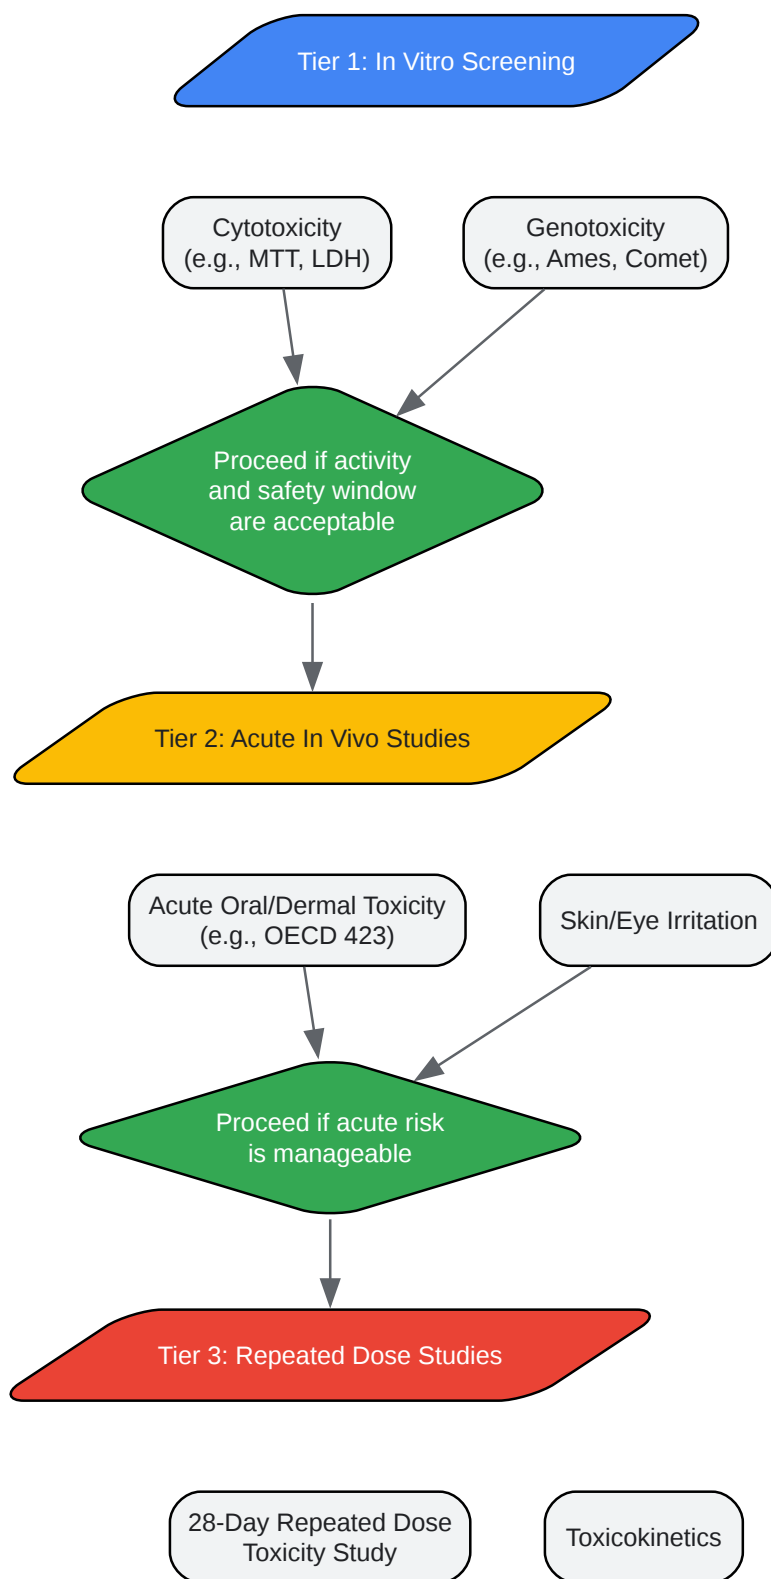 Tier 1: In Vitro Screening
Cytotoxicity
(e.g., MTT, LDH)
Genotoxicity
(e.g., Ames, Comet)
Proceed if activity
and safety window
are acceptable
Tier 2: Acute In Vivo Studies
Acute Oral/Dermal Toxicity
(e.g., OECD 423)
Skin/Eye Irritation
Proceed if acute risk
is manageable
Tier 3: Repeated Dose Studies
28-Day Repeated Dose
Toxicity Study
Toxicokinetics